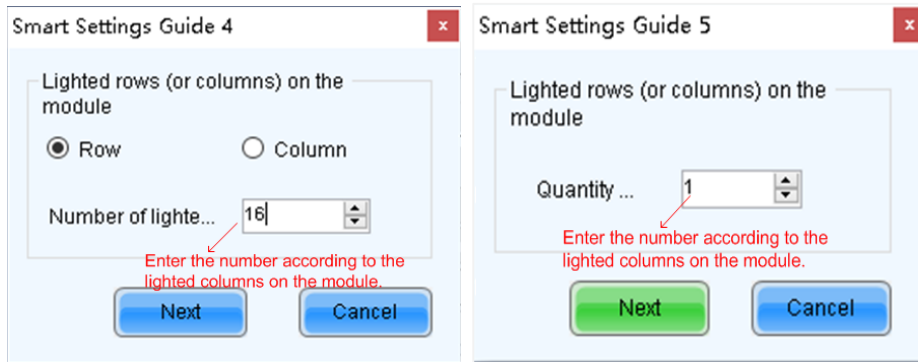 Smart Settings Guide 4
x
Lighted rows (or columns) on the
module
Row
Column
Number of lighte...
16
Enter the number according to the
lighted columns on the module.
Next
Cancel
Smart Settings Guide 5
x
Lighted rows (or columns) on the
module
Quantity ...
1
Enter the number according to the
lighted columns on the module.
Next
Cancel